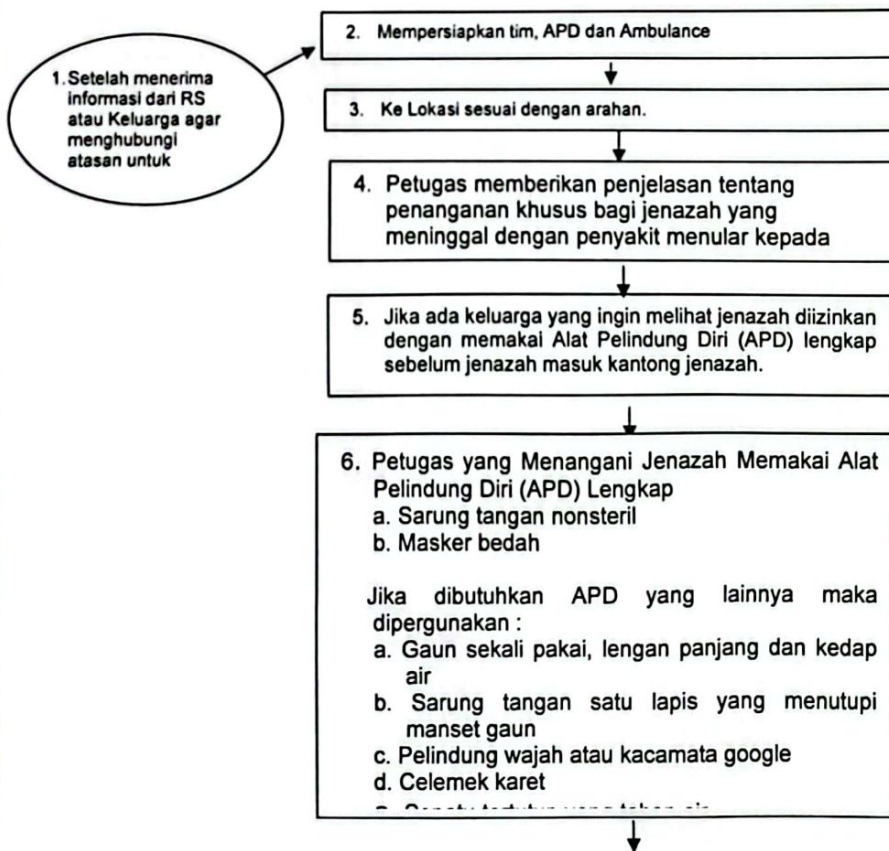 1. Setelah menerima
informasi dari RS
atau Keluarga agar
menghubungi
atasan untuk
2. Mempersiapkan tim, APD dan Ambulance
3. Ke Lokasi sesuai dengan arahan.
4. Petugas memberikan penjelasan tentang
penanganan khusus bagi jenazah yang
meninggal dengan penyakit menular kepada
5. Jika ada keluarga yang ingin melihat jenazah diizinkan
dengan memakai Alat Pelindung Diri (APD) lengkap
sebelum jenazah masuk kantong jenazah.
6. Petugas yang Menangani Jenazah Memakai Alat
Pelindung Diri (APD) Lengkap
a. Sarung tangan nonsteril
b. Masker bedah
Jika dibutuhkan APD yang lainnya maka
dipergunakan :
a. Gaun sekali pakai, lengan panjang dan kedap
air
b. Sarung tangan satu lapis yang menutupi
manset gaun
c. Pelindung wajah atau kacamata google
d. Celemek karet